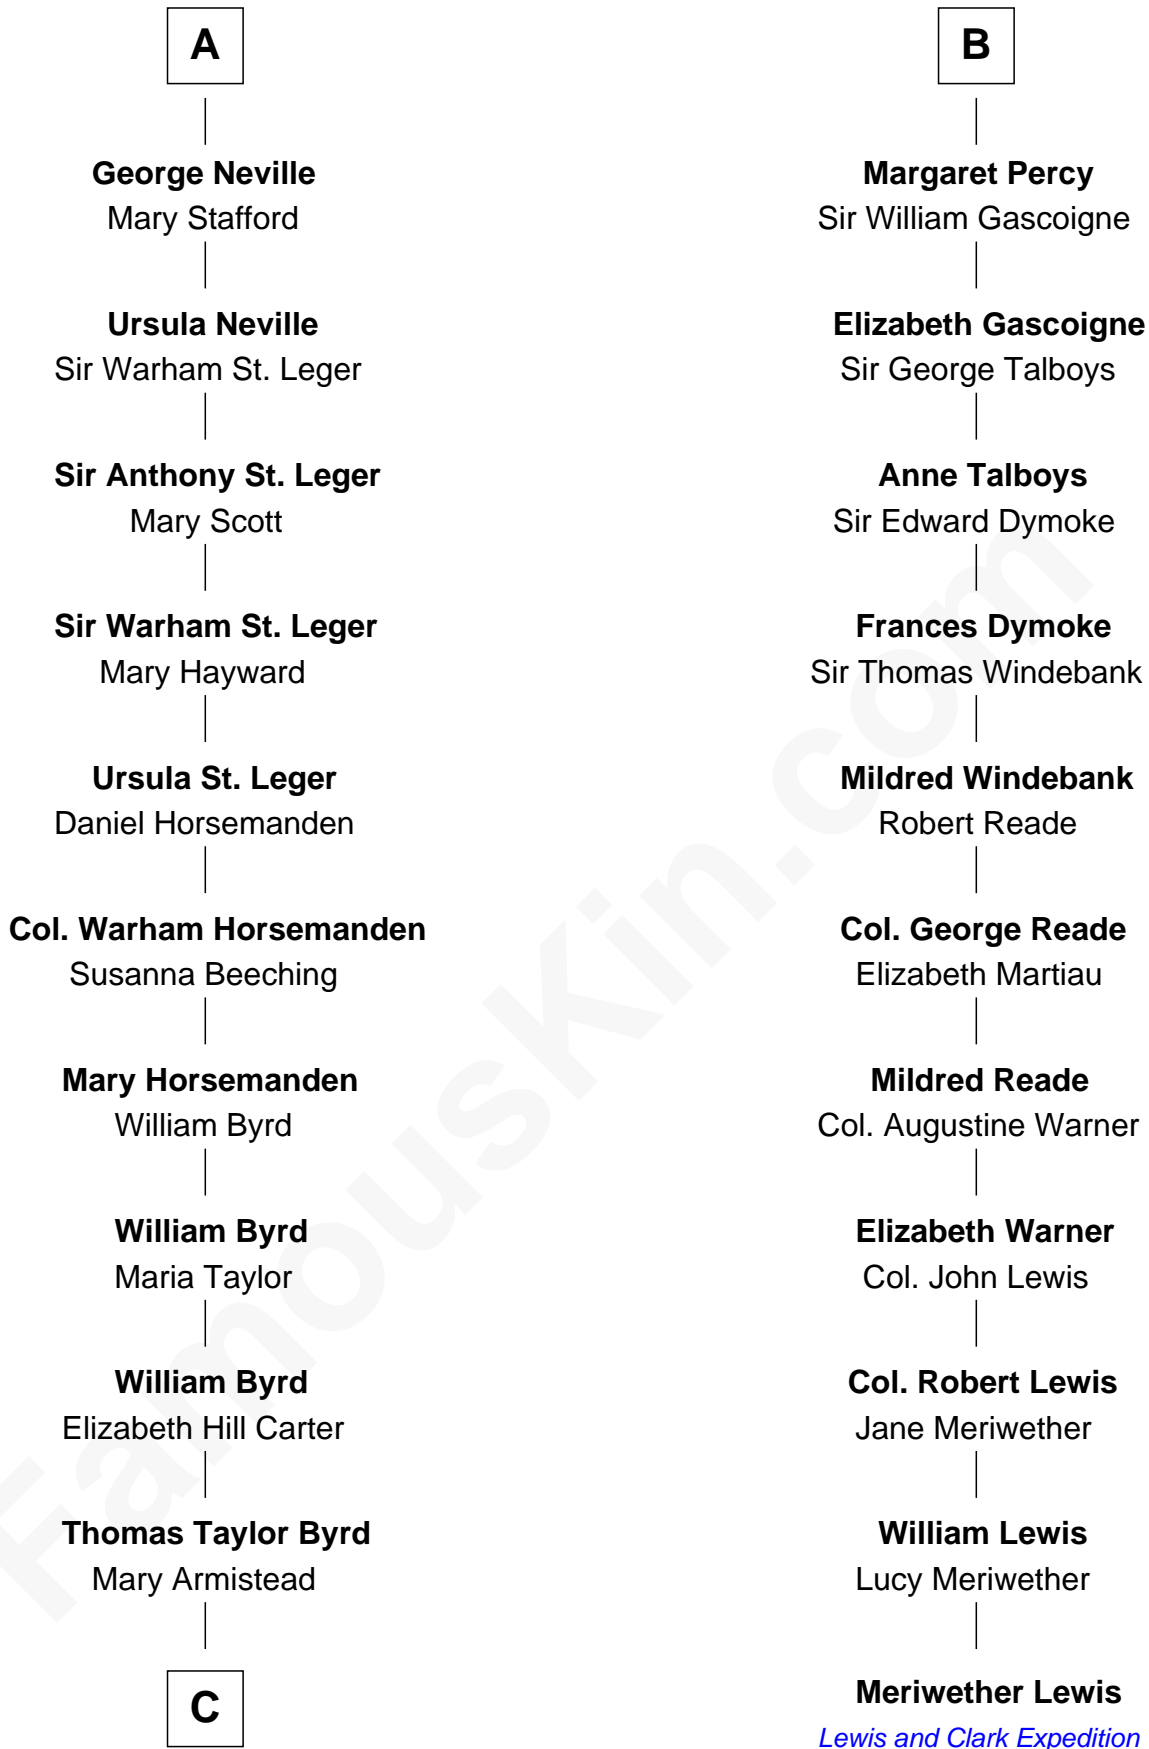 A
George Neville
Mary Stafford
Ursula Neville
Sir Warham St. Leger
Sir Anthony St. Leger
Mary Scott
Sir Warham St. Leger
Mary Hayward
Ursula St. Leger
Daniel Horsemanden
Col. Warham Horsemanden
Susanna Beeching
Mary Horsemanden
William Byrd
William Byrd
Maria Taylor
William Byrd
Elizabeth Hill Carter
Thomas Taylor Byrd
Mary Armistead
C
B
Margaret Percy
Sir William Gascoigne
Elizabeth Gascoigne
Sir George Talboys
Anne Talboys
Sir Edward Dymoke
Frances Dymoke
Sir Thomas Windebank
Mildred Windebank
Robert Reade
Col. George Reade
Elizabeth Martiau
Mildred Reade
Col. Augustine Warner
Elizabeth Warner
Col. John Lewis
Col. Robert Lewis
Jane Meriwether
William Lewis
Lucy Meriwether
Meriwether Lewis
Lewis and Clark Expedition
FamousKin.com